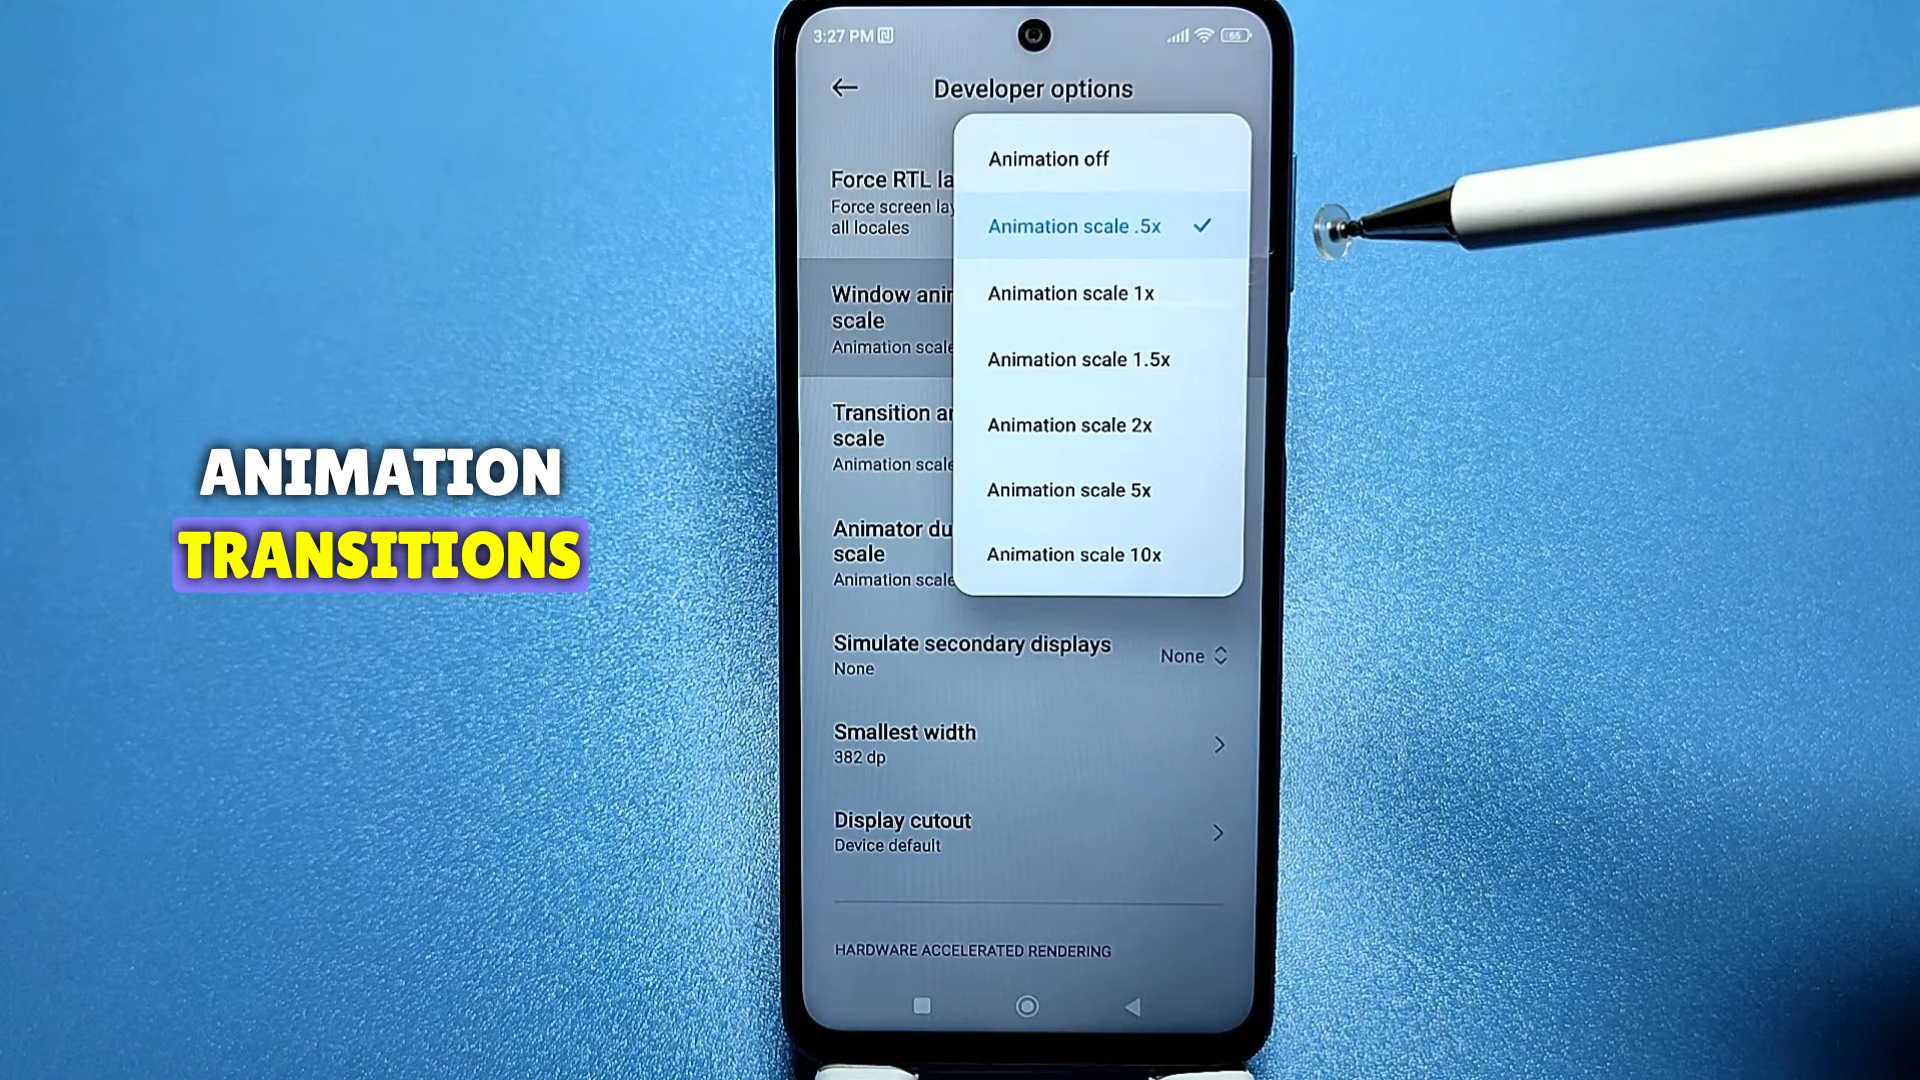 3:27 PM
65
Developer options
Force RTL la
Force screen lay
all locales
Window anim
scale
Animation scale
Transition an
scale
Animation scale
Animator du
scale
Animation scale
Animation off
Animation scale .5x
Animation scale 1x
Animation scale 1.5x
Animation scale 2x
Animation scale 5x
Animation scale 10x
Simulate secondary displays
None
None
Smallest width
382 dp
Display cutout
Device default
HARDWARE ACCELERATED RENDERING
ANIMATION
TRANSITIONS